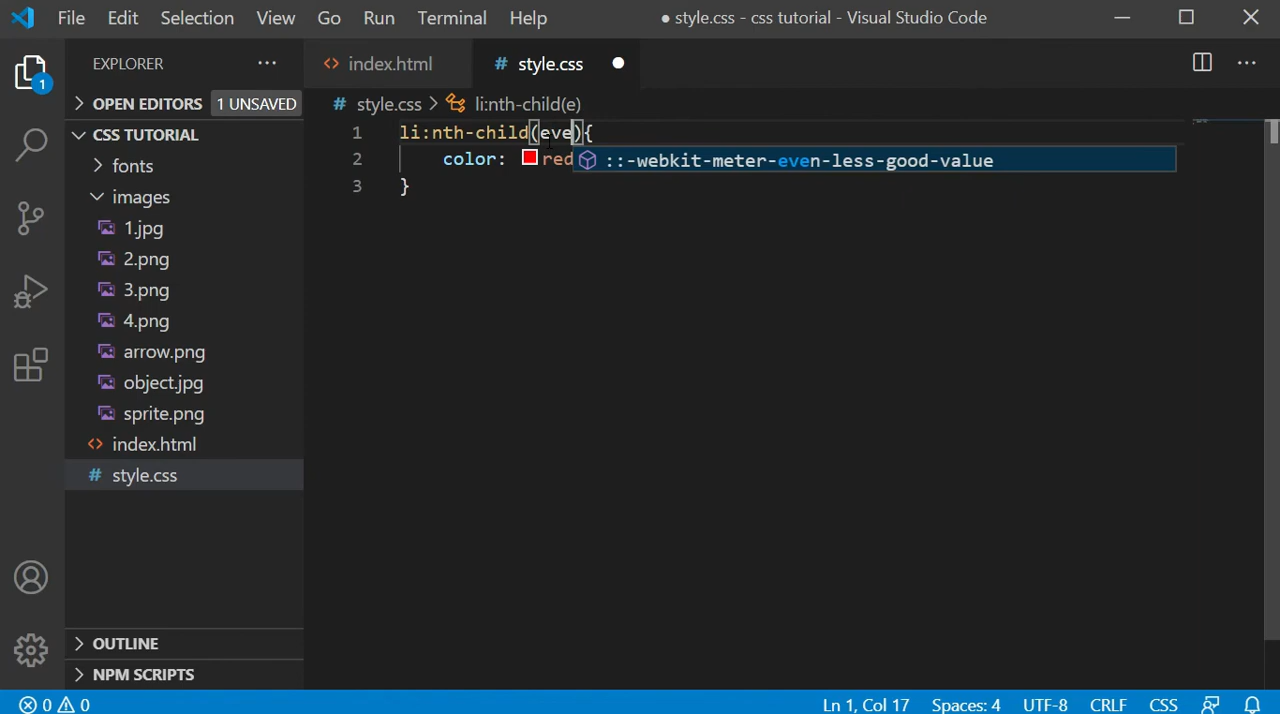 File Edit Selection View Go Run Terminal Help ● style.css - css tutorial - Visual Studio Code
EXPLORER ···
index.html
# style.css ●
1
OPEN EDITORS 1 UNSAVED
# style.css > li:nth-child(e)
CSS TUTORIAL
1 li:nth-child(eve){
fonts
2 color: red
::-webkit-meter-even-less-good-value
images
3 }
1.jpg
2.png
3.png
4.png
arrow.png
object.jpg
sprite.png
<> index.html
# style.css
OUTLINE
NPM SCRIPTS
0 0 Ln 1, Col 17 Spaces: 4 UTF-8 CRLF CSS